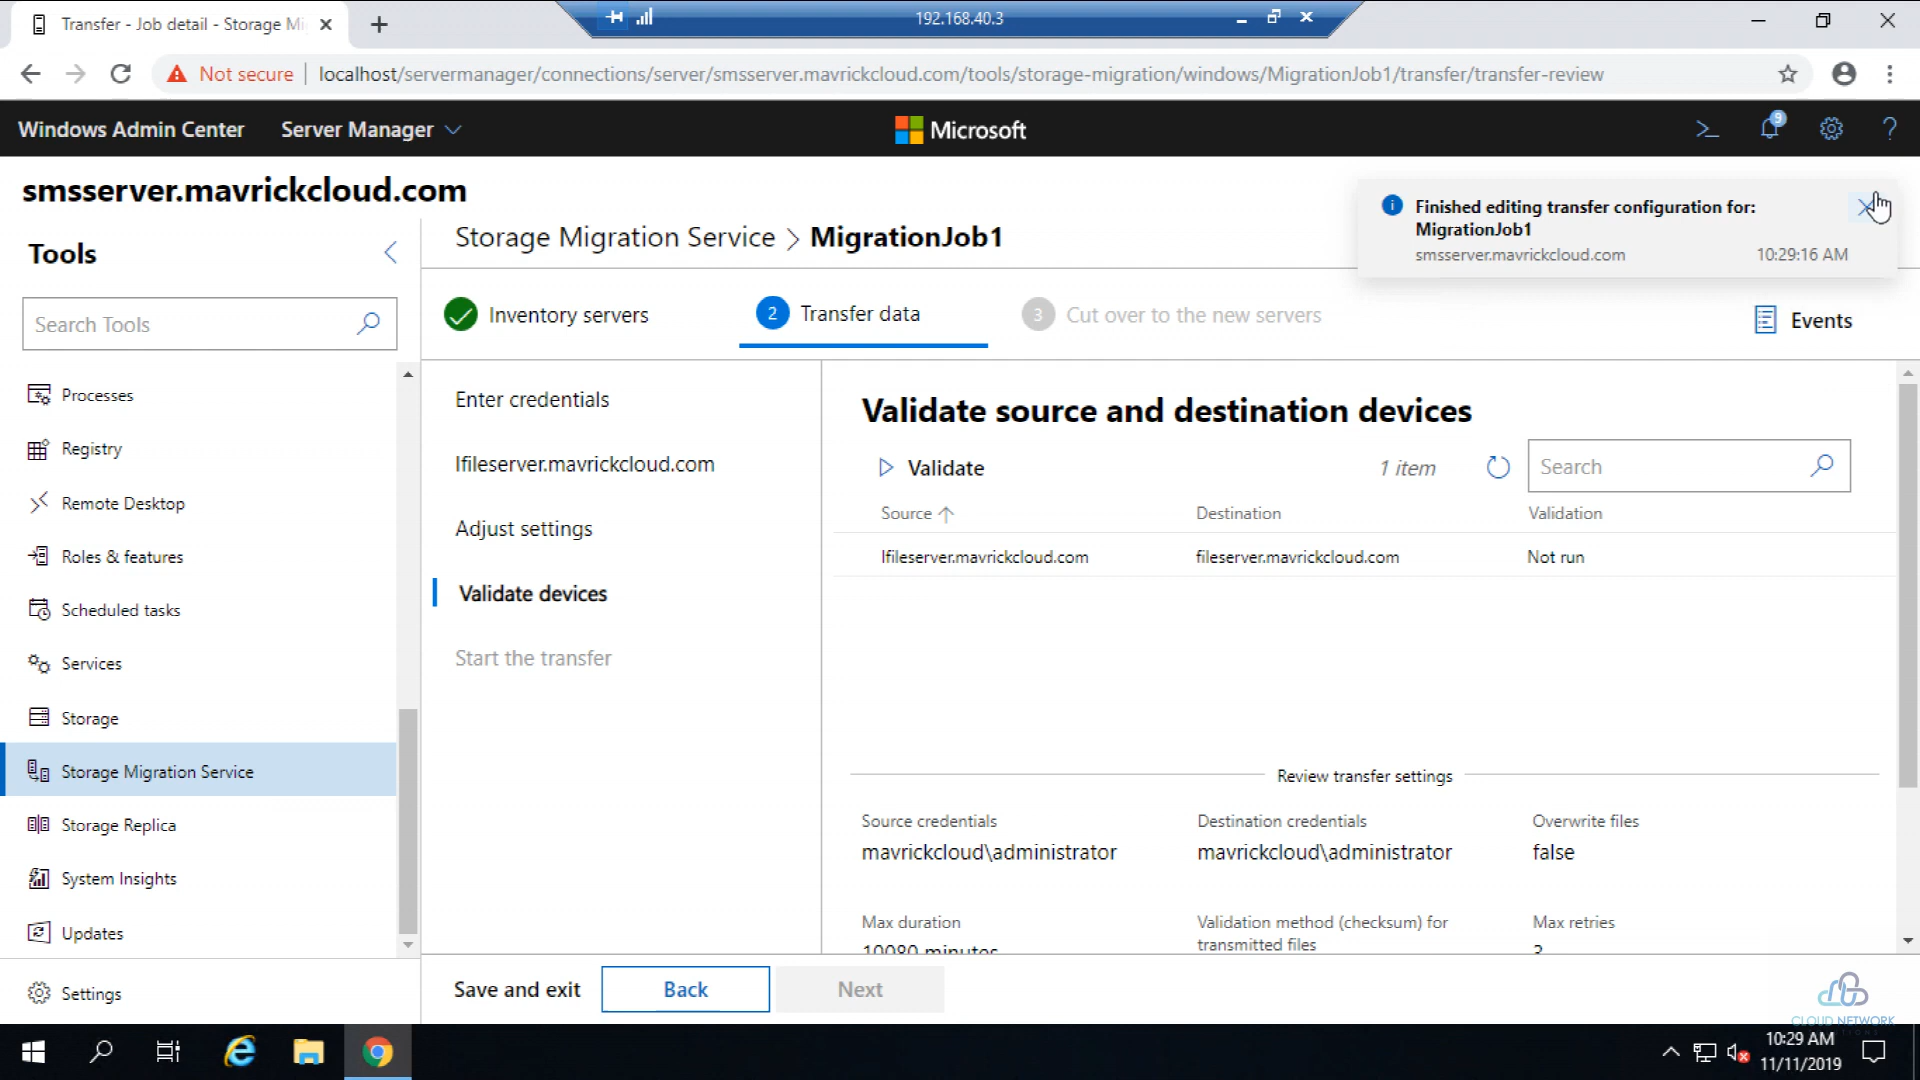 Transfer - Job detail - Storage Mi
192.168.40.3
Not secure
localhost/servermanager/connections/server/smsserver.mavrickcloud.com/tools/storage-migration/windows/MigrationJob1/transfer/transfer-review
Windows Admin Center
Server Manager
Microsoft
9
smsserver.mavrickcloud.com
Finished editing transfer configuration for:
MigrationJob1
smsserver.mavrickcloud.com 10:29:16 AM
Tools
Search Tools
Processes
Registry
Remote Desktop
Roles & features
Scheduled tasks
Services
Storage
Storage Migration Service
Storage Replica
System Insights
Updates
Settings
Storage Migration Service > MigrationJob1
Inventory servers
2 Transfer data
3 Cut over to the new servers
Events
Enter credentials
lfileserver.mavrickcloud.com
Adjust settings
Validate devices
Start the transfer
Validate source and destination devices
Validate
1 item
Search
Source Destination Validation
lfileserver.mavrickcloud.com fileserver.mavrickcloud.com Not run
Review transfer settings
Source credentials Destination credentials Overwrite files
mavrickcloud\administrator mavrickcloud\administrator false
Max duration Validation method (checksum) for Max retries
transmitted files
10080 minutes 3
Save and exit
Back
Next
CLOUD NETWORK
10:29 AM
11/11/2019